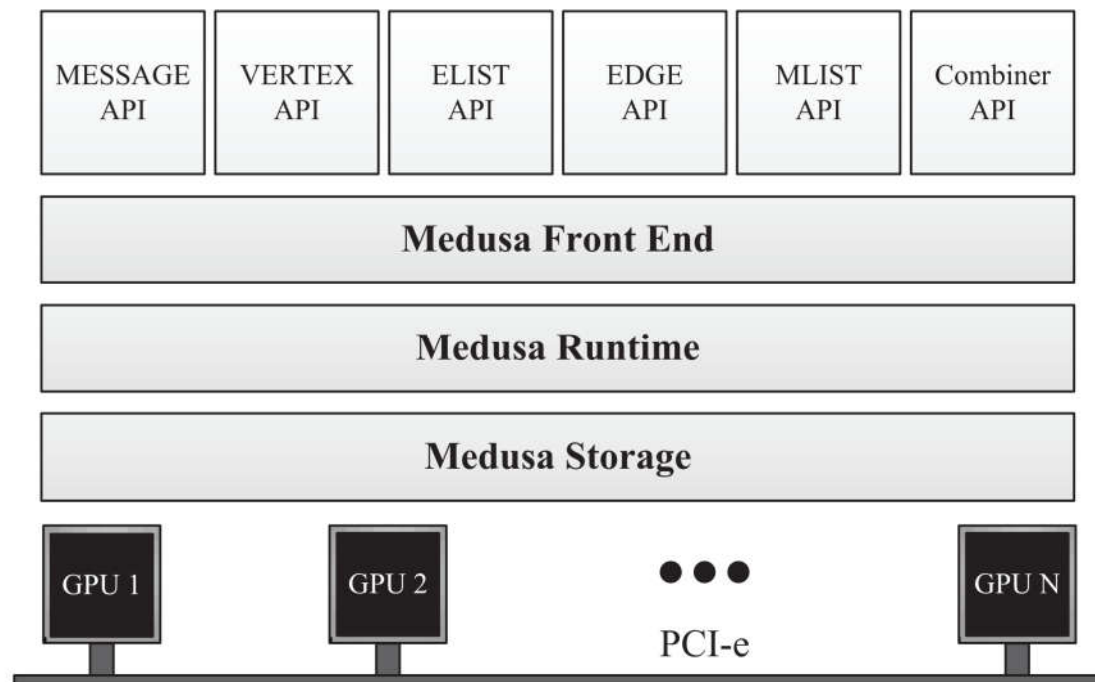 MESSAGE
API
VERTEX
API
ELIST
API
EDGE
API
MLIST
API
Combiner
API
Medusa Front End
Medusa Runtime
Medusa Storage
GPU 1
GPU 2
GPU N
PCI-e